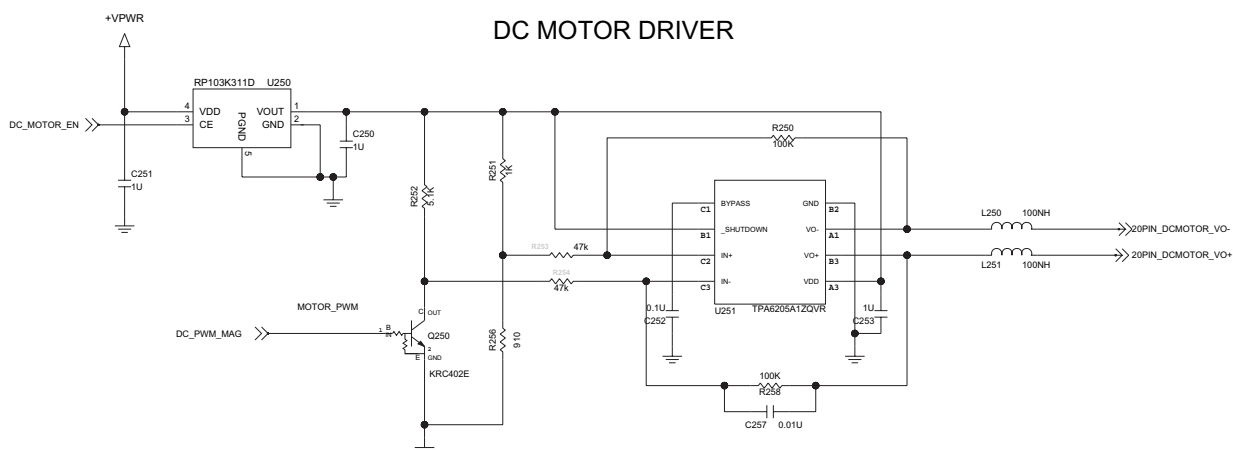 DC MOTOR DRIVER
+VPWR
RP103K311D U250
DC_MOTOR_EN
4 VDD VOUT 1
3 CE GND 2
PGND
5
C250
1U
C251
1U
R252
5.1K
R251
1K
R250
100K
C1 BYPASS GND B2
B1 _SHUTDOWN VO- A1
C2 IN+ VO+ B3
C3 IN- VDD A3
U251 TPA6205A1ZQVR
L250 100NH
20PIN_DCMOTOR_VO-
20PIN_DCMOTOR_VO+
L251 100NH
R253 47k
R254
47k
0.1U
C252
1U
C253
MOTOR_PWM
DC_PWM_MAG
1 B
IN
C OUT
Q250
2
E GND
KRC402E
R256
910
100K
R258
C257 0.01U